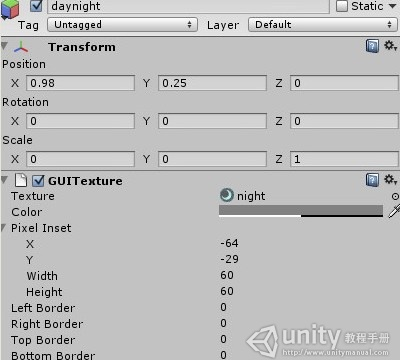 daynight Static
Tag Untagged Layer Default
Transform
Position
X 0.98 Y 0.25 Z 0
Rotation
X 0 Y 0 Z 0
Scale
X 0 Y 0 Z 1
GUITexture
Texture night
Color
Pixel Inset
X -64
Y -29
Width 60
Height 60
Left Border 0
Right Border 0
Top Border 0
Bottom Border 0
unity 教程手册
http://www.unitymanual.com